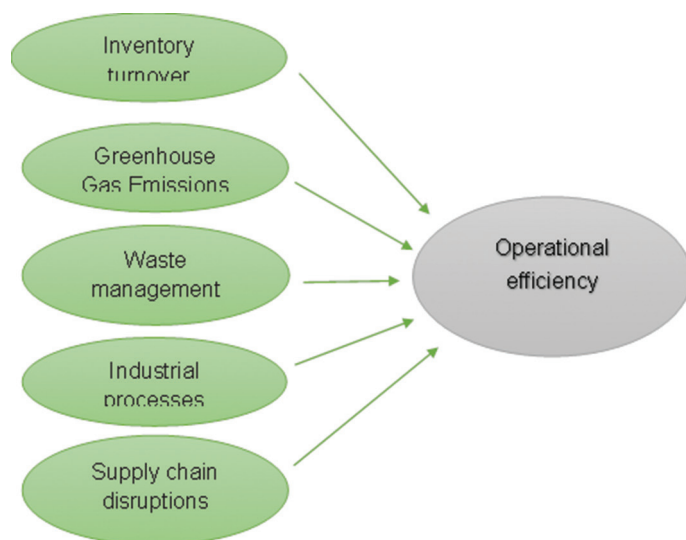 Inventory
turnover
Greenhouse
Gas Emissions
Waste
management
Industrial
processes
Supply chain
disruptions
Operational
efficiency